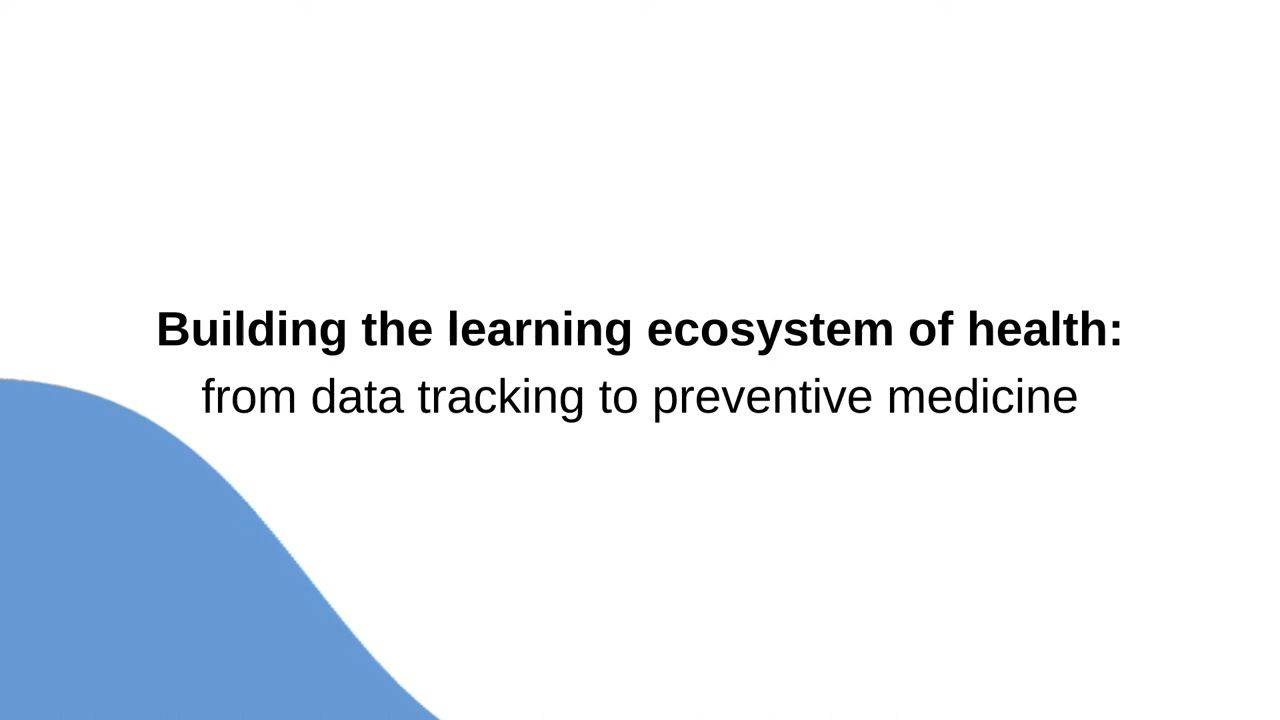 Building the learning ecosystem of health:
from data tracking to preventive medicine